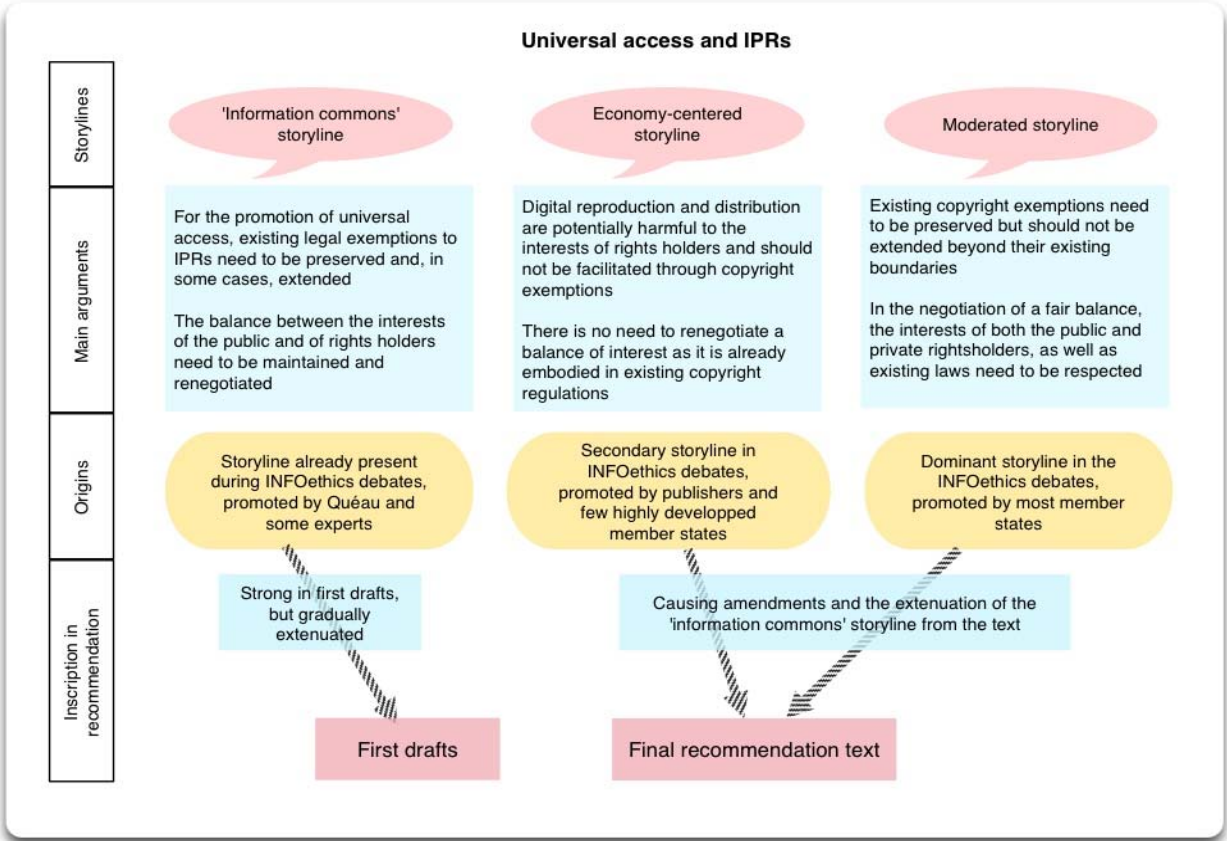 Universal access and IPRs
Storylines
'Information commons'
storyline
Economy-centered
storyline
Moderated storyline
Main arguments
For the promotion of universal
access, existing legal exemptions to
IPRs need to be preserved and, in
some cases, extended
The balance between the interests
of the public and of rights holders
need to be maintained and
renegotiated
Digital reproduction and distribution
are potentially harmful to the
interests of rights holders and should
not be facilitated through copyright
exemptions
There is no need to renegotiate a
balance of interest as it is already
embodied in existing copyright
regulations
Existing copyright exemptions need
to be preserved but should not be
extended beyond their existing
boundaries
In the negotiation of a fair balance,
the interests of both the public and
private rightsholders, as well as
existing laws need to be respected
Origins
Storyline already present
during INFOethics debates,
promoted by Quéau and
some experts
Secondary storyline in
INFOethics debates,
promoted by publishers and
few highly developped
member states
Dominant storyline in the
INFOethics debates,
promoted by most member
states
Inscription in
recommendation
Strong in first drafts,
but gradually
extenuated
Causing amendments and the extenuation of the
'information commons' storyline from the text
First drafts
Final recommendation text